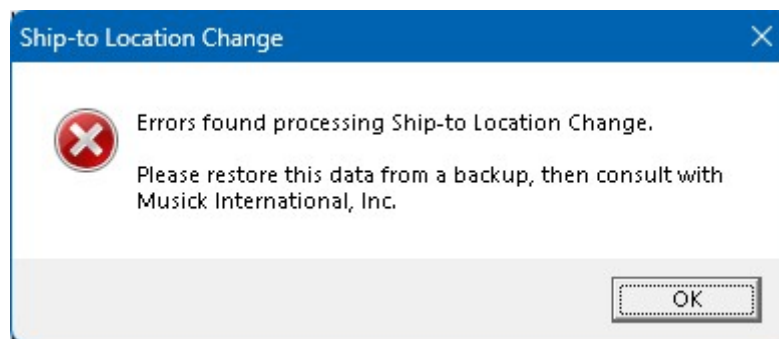 Ship-to Location Change
Errors found processing Ship-to Location Change.
Please restore this data from a backup, then consult with
Musick International, Inc.
OK